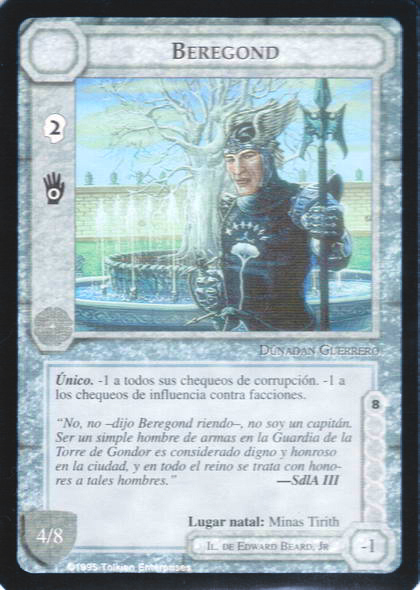 BEREGOND
2
0
DÚNADAN GUERRERO
Único. -1 a todos sus chequeos de corrupción. -1 a
los chequeos de influencia contra facciones.
8
“No, no –dijo Beregond riendo–, no soy un capitán.
Ser un simple hombre de armas en la Guardia de la
Torre de Gondor es considerado digno y honroso
en la ciudad, y en todo el reino se trata con hono-
res a tales hombres.” —SdlA III
Lugar natal: Minas Tirith
4/8
IL. DE EDWARD BEARD, JR
-1
©1995 Tolkien Enterprises